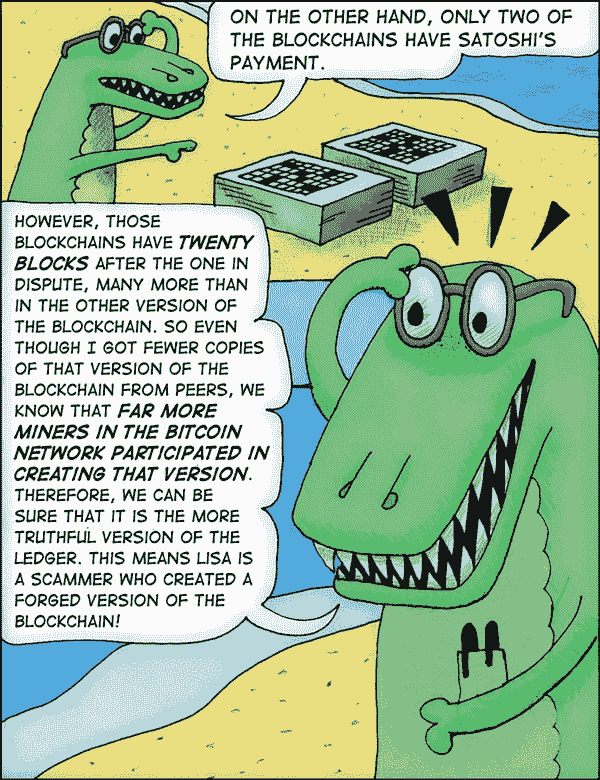 ON THE OTHER HAND, ONLY TWO OF
THE BLOCKCHAINS HAVE SATOSHI'S
PAYMENT.
HOWEVER, THOSE
BLOCKCHAINS HAVE TWENTY
BLOCKS AFTER THE ONE IN
DISPUTE, MANY MORE THAN
IN THE OTHER VERSION OF
THE BLOCKCHAIN. SO EVEN
THOUGH I GOT FEWER COPIES
OF THAT VERSION OF THE
BLOCKCHAIN FROM PEERS, WE
KNOW THAT FAR MORE
MINERS IN THE BITCOIN
NETWORK PARTICIPATED IN
CREATING THAT VERSION.
THEREFORE, WE CAN BE
SURE THAT IT IS THE MORE
TRUTHFUL VERSION OF THE
LEDGER. THIS MEANS LISA IS
A SCAMMER WHO CREATED A
FORGED VERSION OF THE
BLOCKCHAIN!